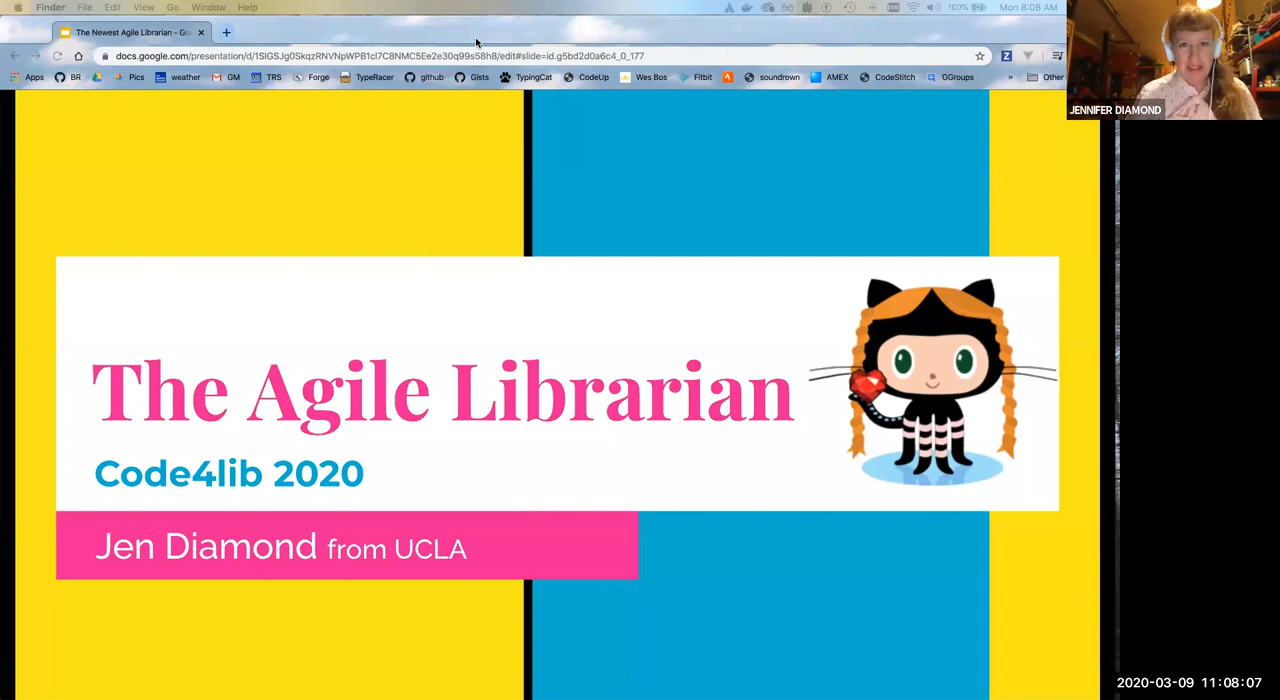 Finder File Edit View Go Window Help 100% Mon 8:08 AM
The Newest Agile Librarian - Go
docs.google.com/presentation/d/1SIGSJg0SkqzRNVNpWPB1cl7C8NMC5Ee2e30q99s58h8/edit#slide=id.g5bd2d0a6c4_0_177
Apps BR Pics weather GM TRS Forge TypeRacer github Gists TypingCat CodeUp Wes Bos Fitbit soundrown AMEX CodeStitch GGroups » Other
JENNIFER DIAMOND
The Agile Librarian
Code4lib 2020
Jen Diamond from UCLA
2020-03-09 11:08:07